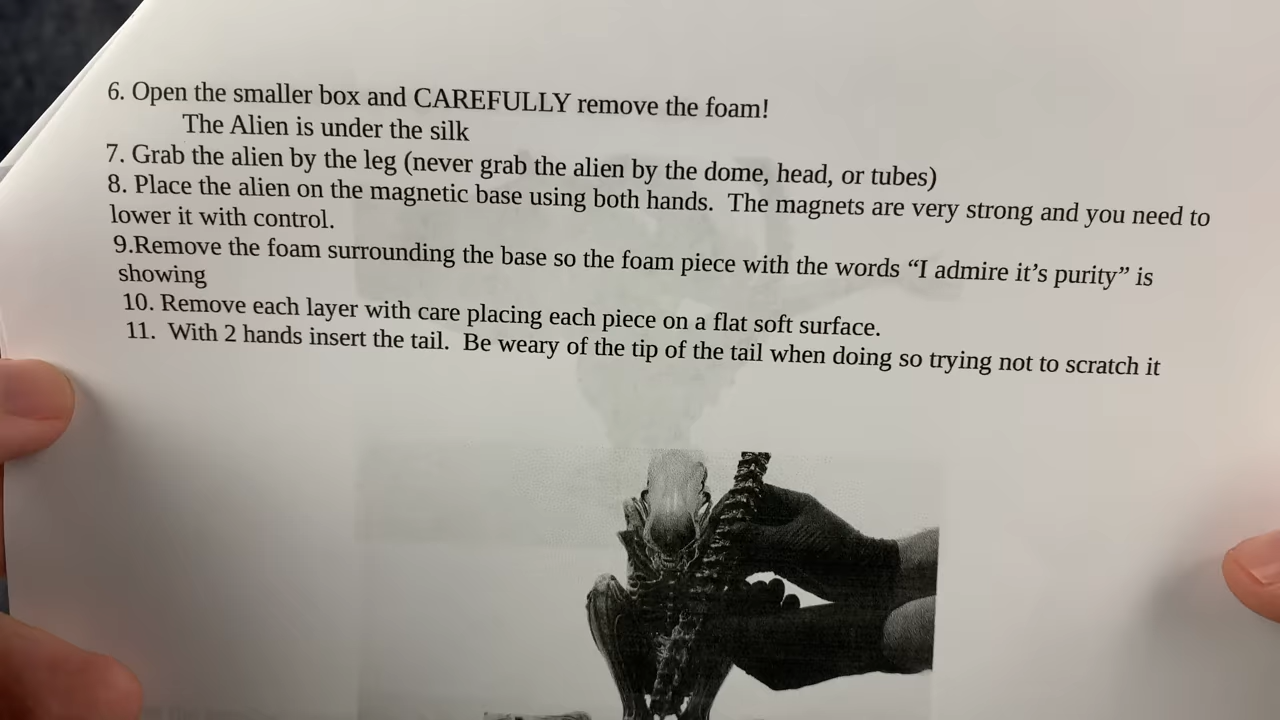 6. Open the smaller box and CAREFULLY remove the foam!
The Alien is under the silk
7. Grab the alien by the leg (never grab the alien by the dome, head, or tubes)
8. Place the alien on the magnetic base using both hands.  The magnets are very strong and you need to
lower it with control.
9.Remove the foam surrounding the base so the foam piece with the words “I admire it’s purity” is
showing
10. Remove each layer with care placing each piece on a flat soft surface.
11.  With 2 hands insert the tail.  Be weary of the tip of the tail when doing so trying not to scratch it